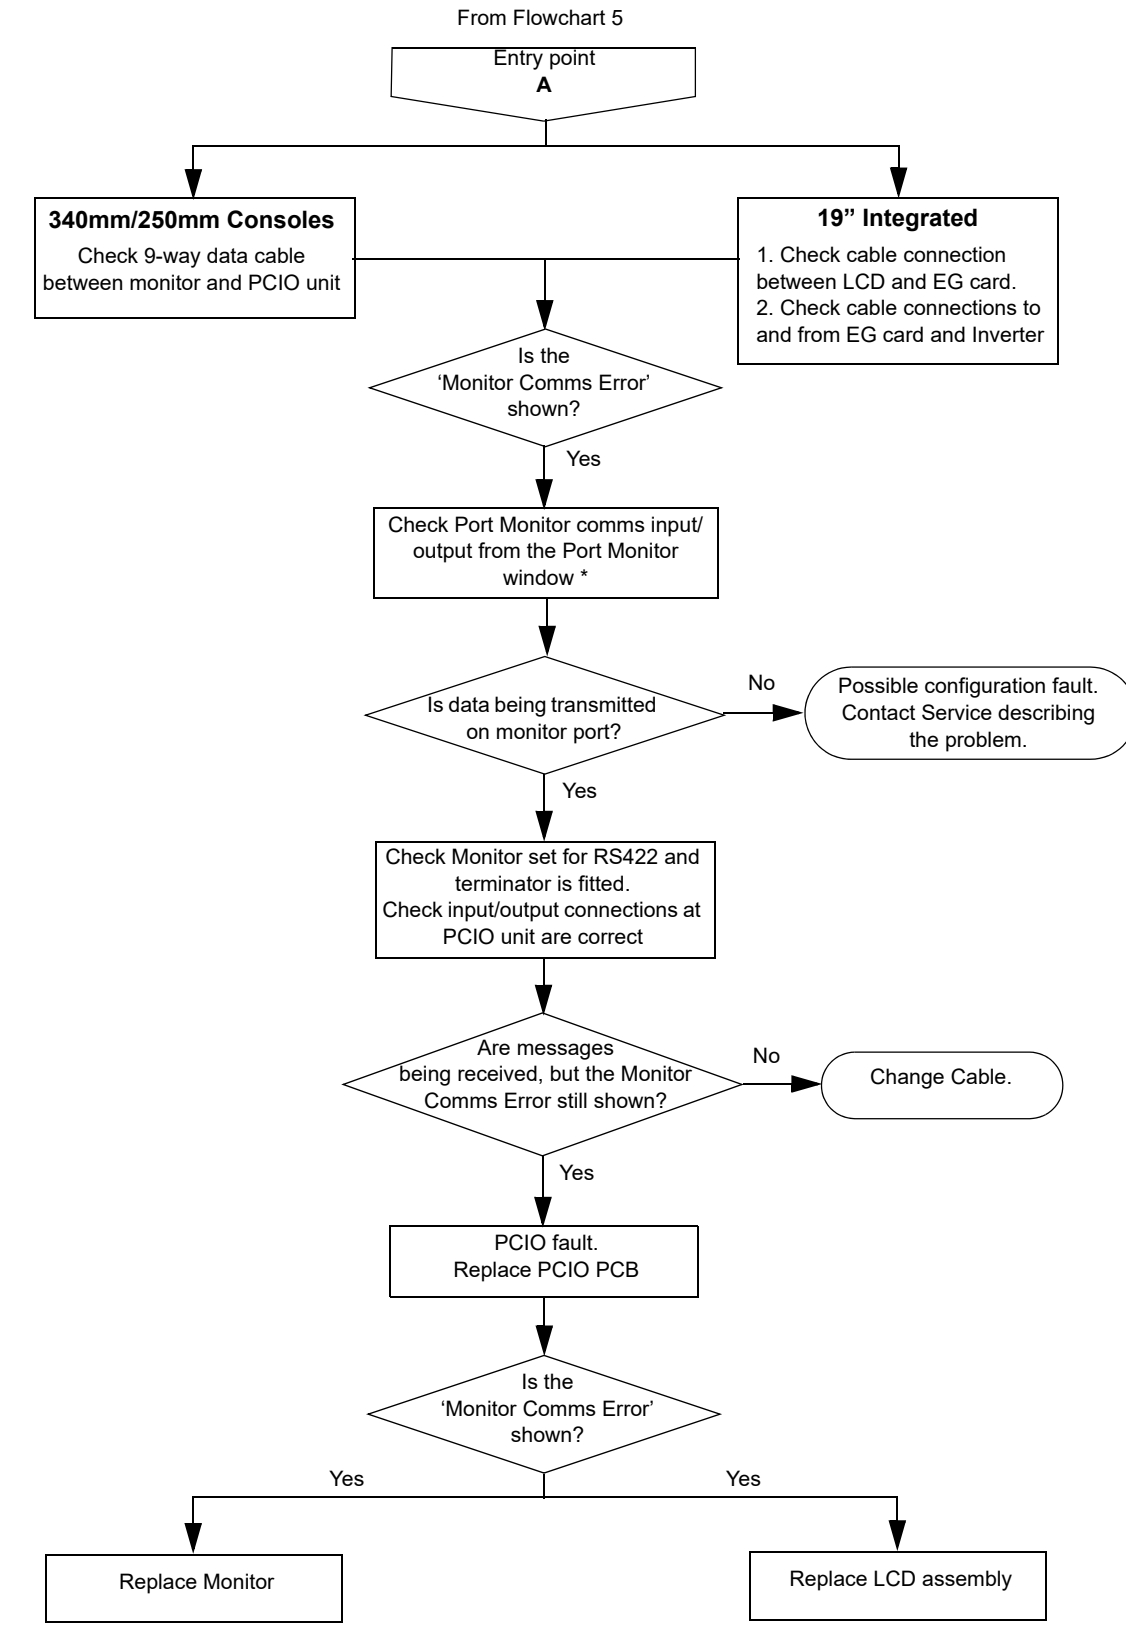 From Flowchart 5
Entry point
A
340mm/250mm Consoles
Check 9-way data cable
between monitor and PCIO unit
19” Integrated
1. Check cable connection
between LCD and EG card.
2. Check cable connections to
and from EG card and Inverter
Is the
‘Monitor Comms Error’
shown?
Yes
Check Port Monitor comms input/
output from the Port Monitor
window *
Is data being transmitted
on monitor port?
No
Possible configuration fault.
Contact Service describing
the problem.
Yes
Check Monitor set for RS422 and
terminator is fitted.
Check input/output connections at
PCIO unit are correct
Are messages
being received, but the Monitor
Comms Error still shown?
No
Change Cable.
Yes
PCIO fault.
Replace PCIO PCB
Is the
‘Monitor Comms Error’
shown?
Yes
Yes
Replace Monitor
Replace LCD assembly